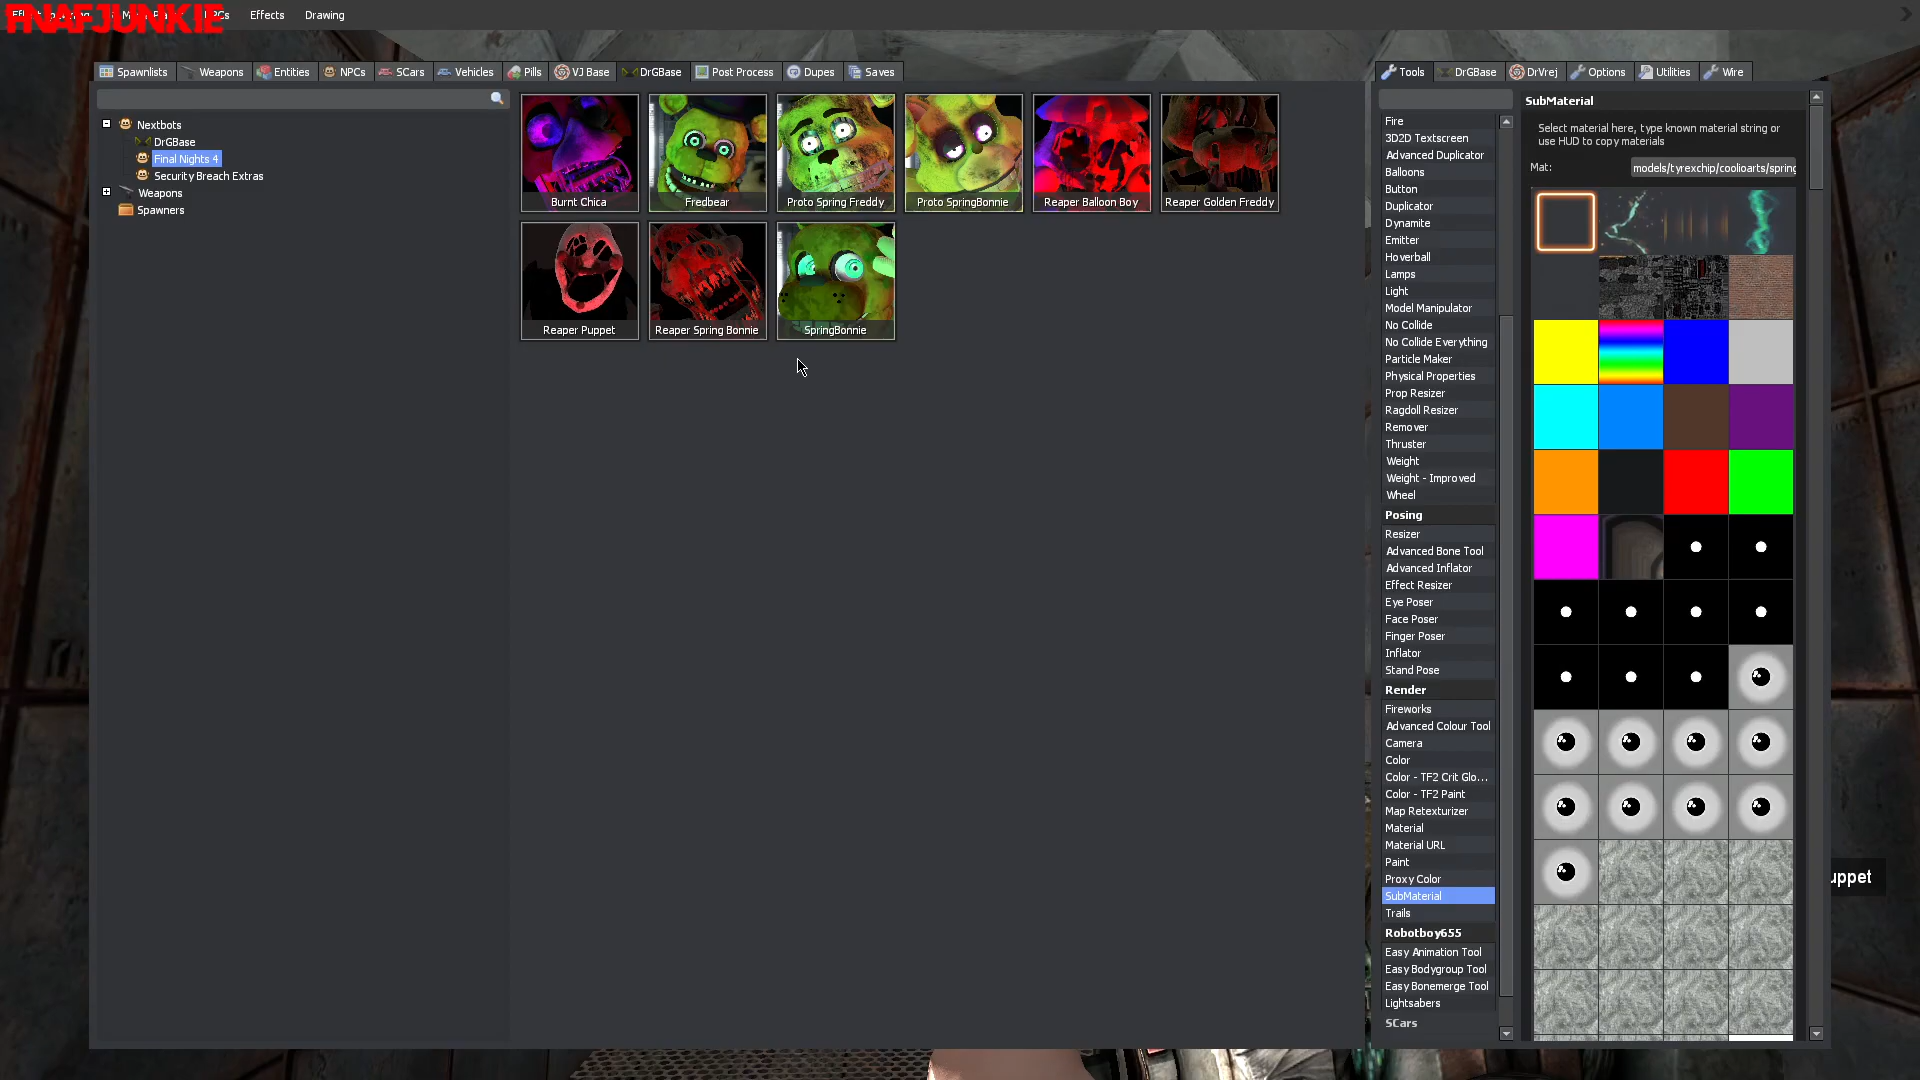 FNAFJUNKIE
Effects
Drawing
Spawnlists
Weapons
Entities
NPCs
SCars
Vehicles
Pills
VJ Base
DrGBase
Post Process
Dupes
Saves
Tools
DrGBase
DrVrej
Options
Utilities
Wire
Nextbots
DrGBase
Final Nights 4
Security Breach Extras
Weapons
Spawners
Burnt Chica
Fredbear
Proto Spring Freddy
Proto SpringBonnie
Reaper Balloon Boy
Reaper Golden Freddy
Reaper Puppet
Reaper Spring Bonnie
SpringBonnie
Fire
3D2D Textscreen
Advanced Duplicator
Balloons
Button
Duplicator
Dynamite
Emitter
Hoverball
Lamps
Light
Model Manipulator
No Collide
No Collide Everything
Particle Maker
Physical Properties
Prop Resizer
Ragdoll Resizer
Remover
Thruster
Weight
Weight - Improved
Wheel
Posing
Resizer
Advanced Bone Tool
Advanced Inflator
Effect Resizer
Eye Poser
Face Poser
Finger Poser
Inflator
Stand Pose
Render
Fireworks
Advanced Colour Tool
Camera
Color
Color - TF2 Crit Glo...
Color - TF2 Paint
Map Retexturizer
Material
Material URL
Paint
Proxy Color
SubMaterial
Trails
Robotboy655
Easy Animation Tool
Easy Bodygroup Tool
Easy Bonemerge Tool
Lightsabers
SCars
SubMaterial
Select material here, type known material string or
use HUD to copy materials
Mat:
models/tyrexchip/coolioarts/spring
uppet